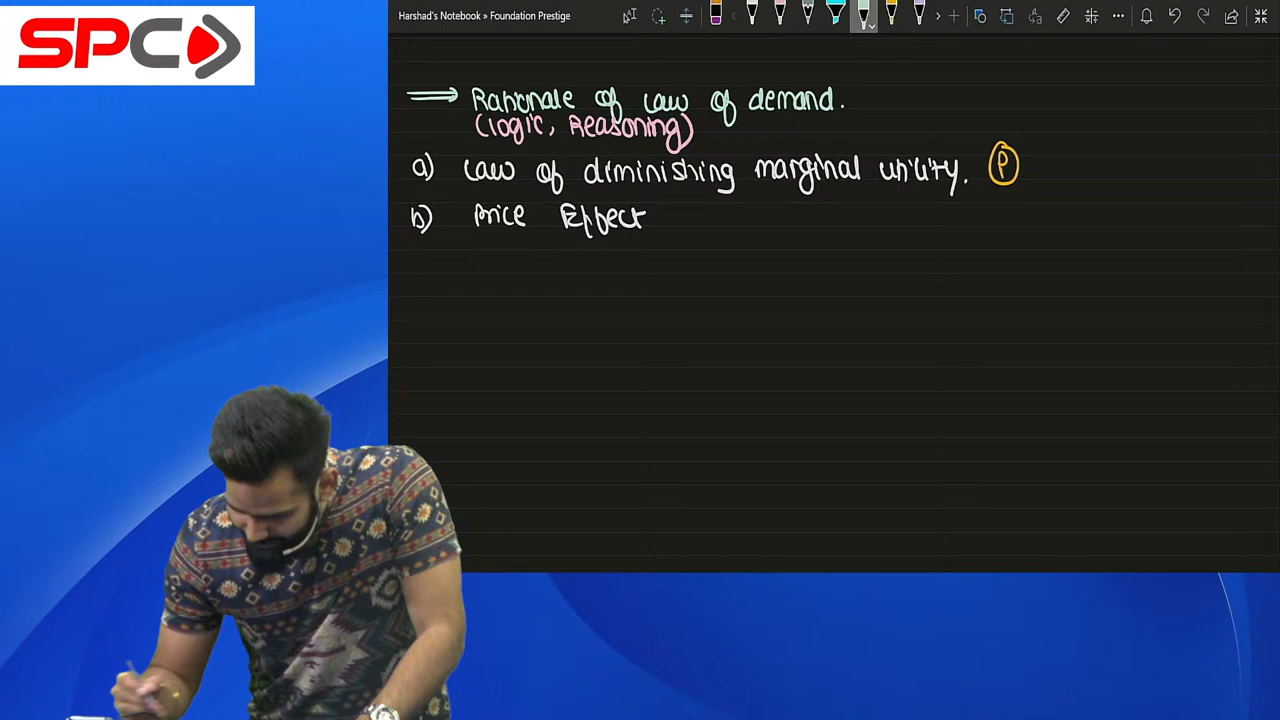 SPC
Harshad's Notebook » Foundation Prestige
⟹ Rationale of law of demand.
(logic, Reasoning)
a) Law of diminishing marginal utility. P
b) Price Effect